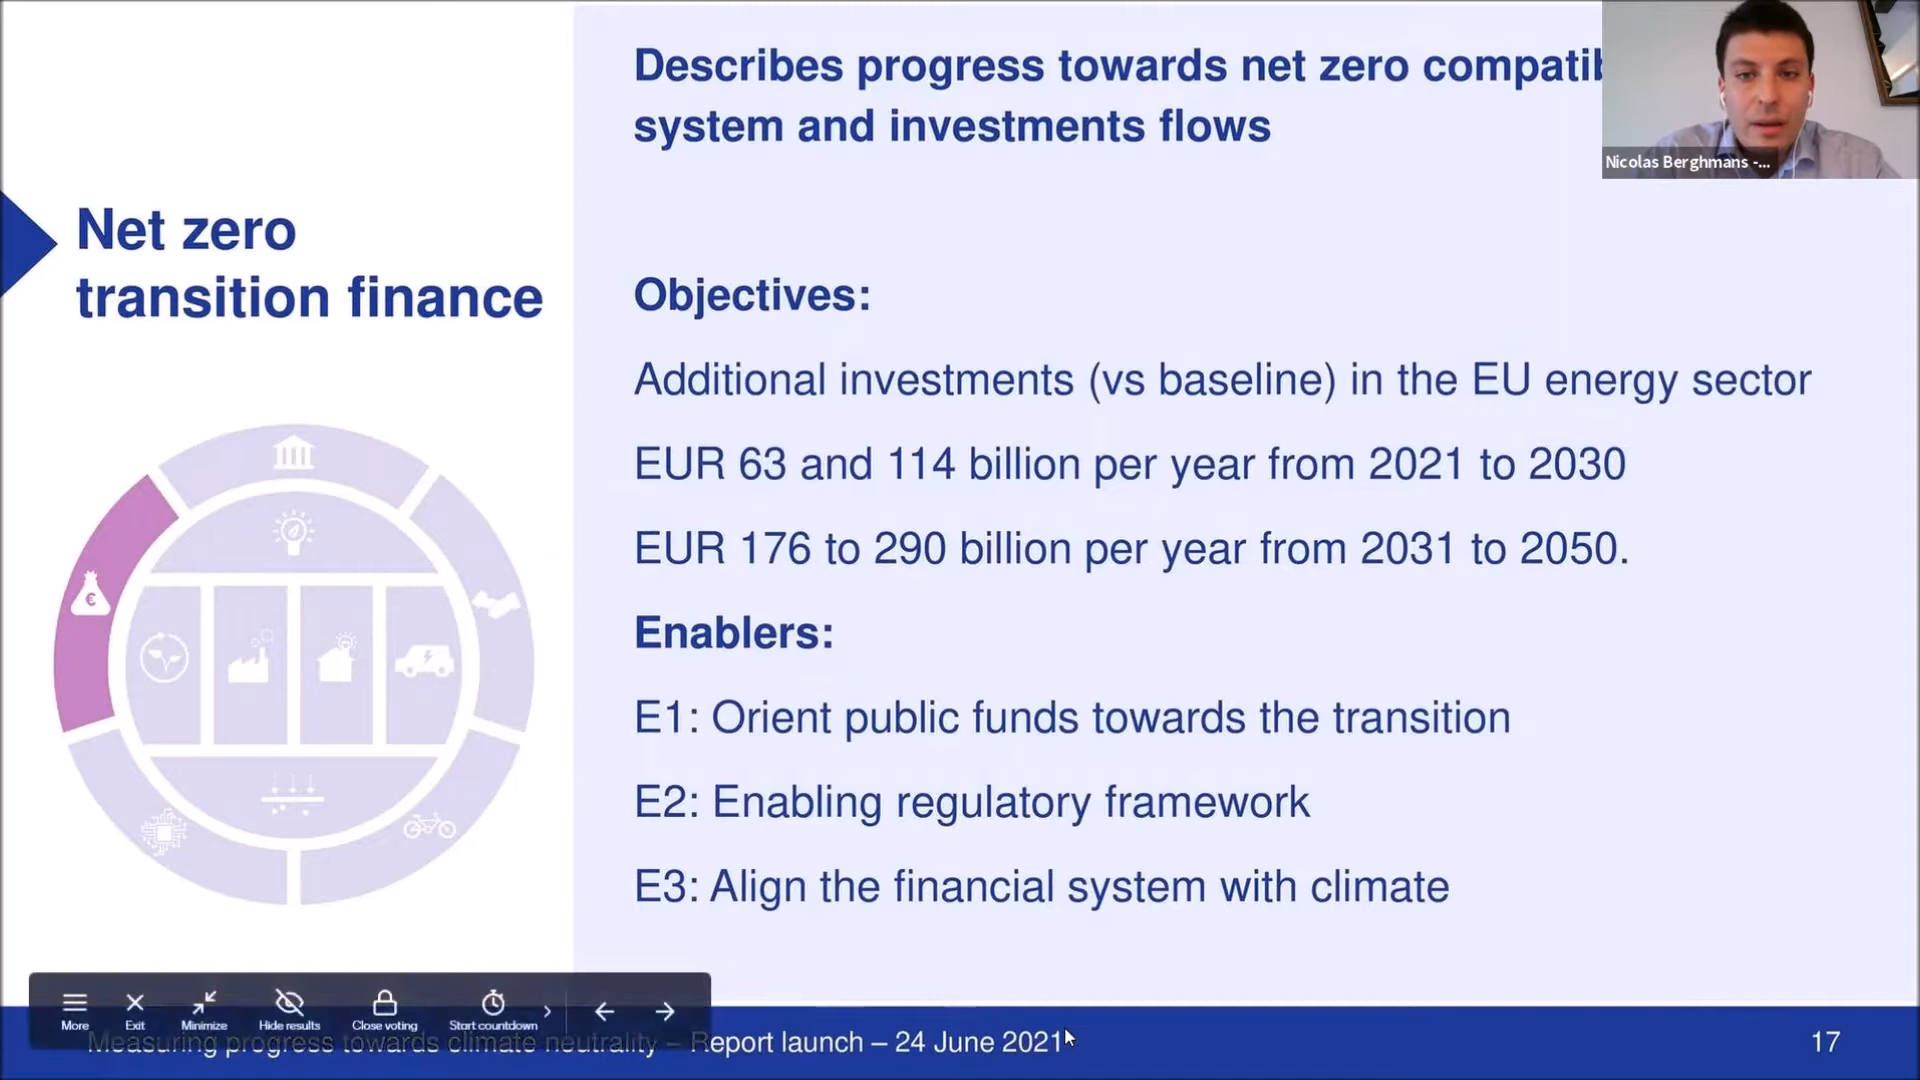 Describes progress towards net zero compatib
system and investments flows
Nicolas Berghmans -...
Net zero
transition finance
Objectives:
Additional investments (vs baseline) in the EU energy sector
EUR 63 and 114 billion per year from 2021 to 2030
EUR 176 to 290 billion per year from 2031 to 2050.
Enablers:
E1: Orient public funds towards the transition
E2: Enabling regulatory framework
E3: Align the financial system with climate
€
More Exit Minimize Hide results Close voting Start countdown
Measuring progress towards climate neutrality – Report launch – 24 June 2021
17